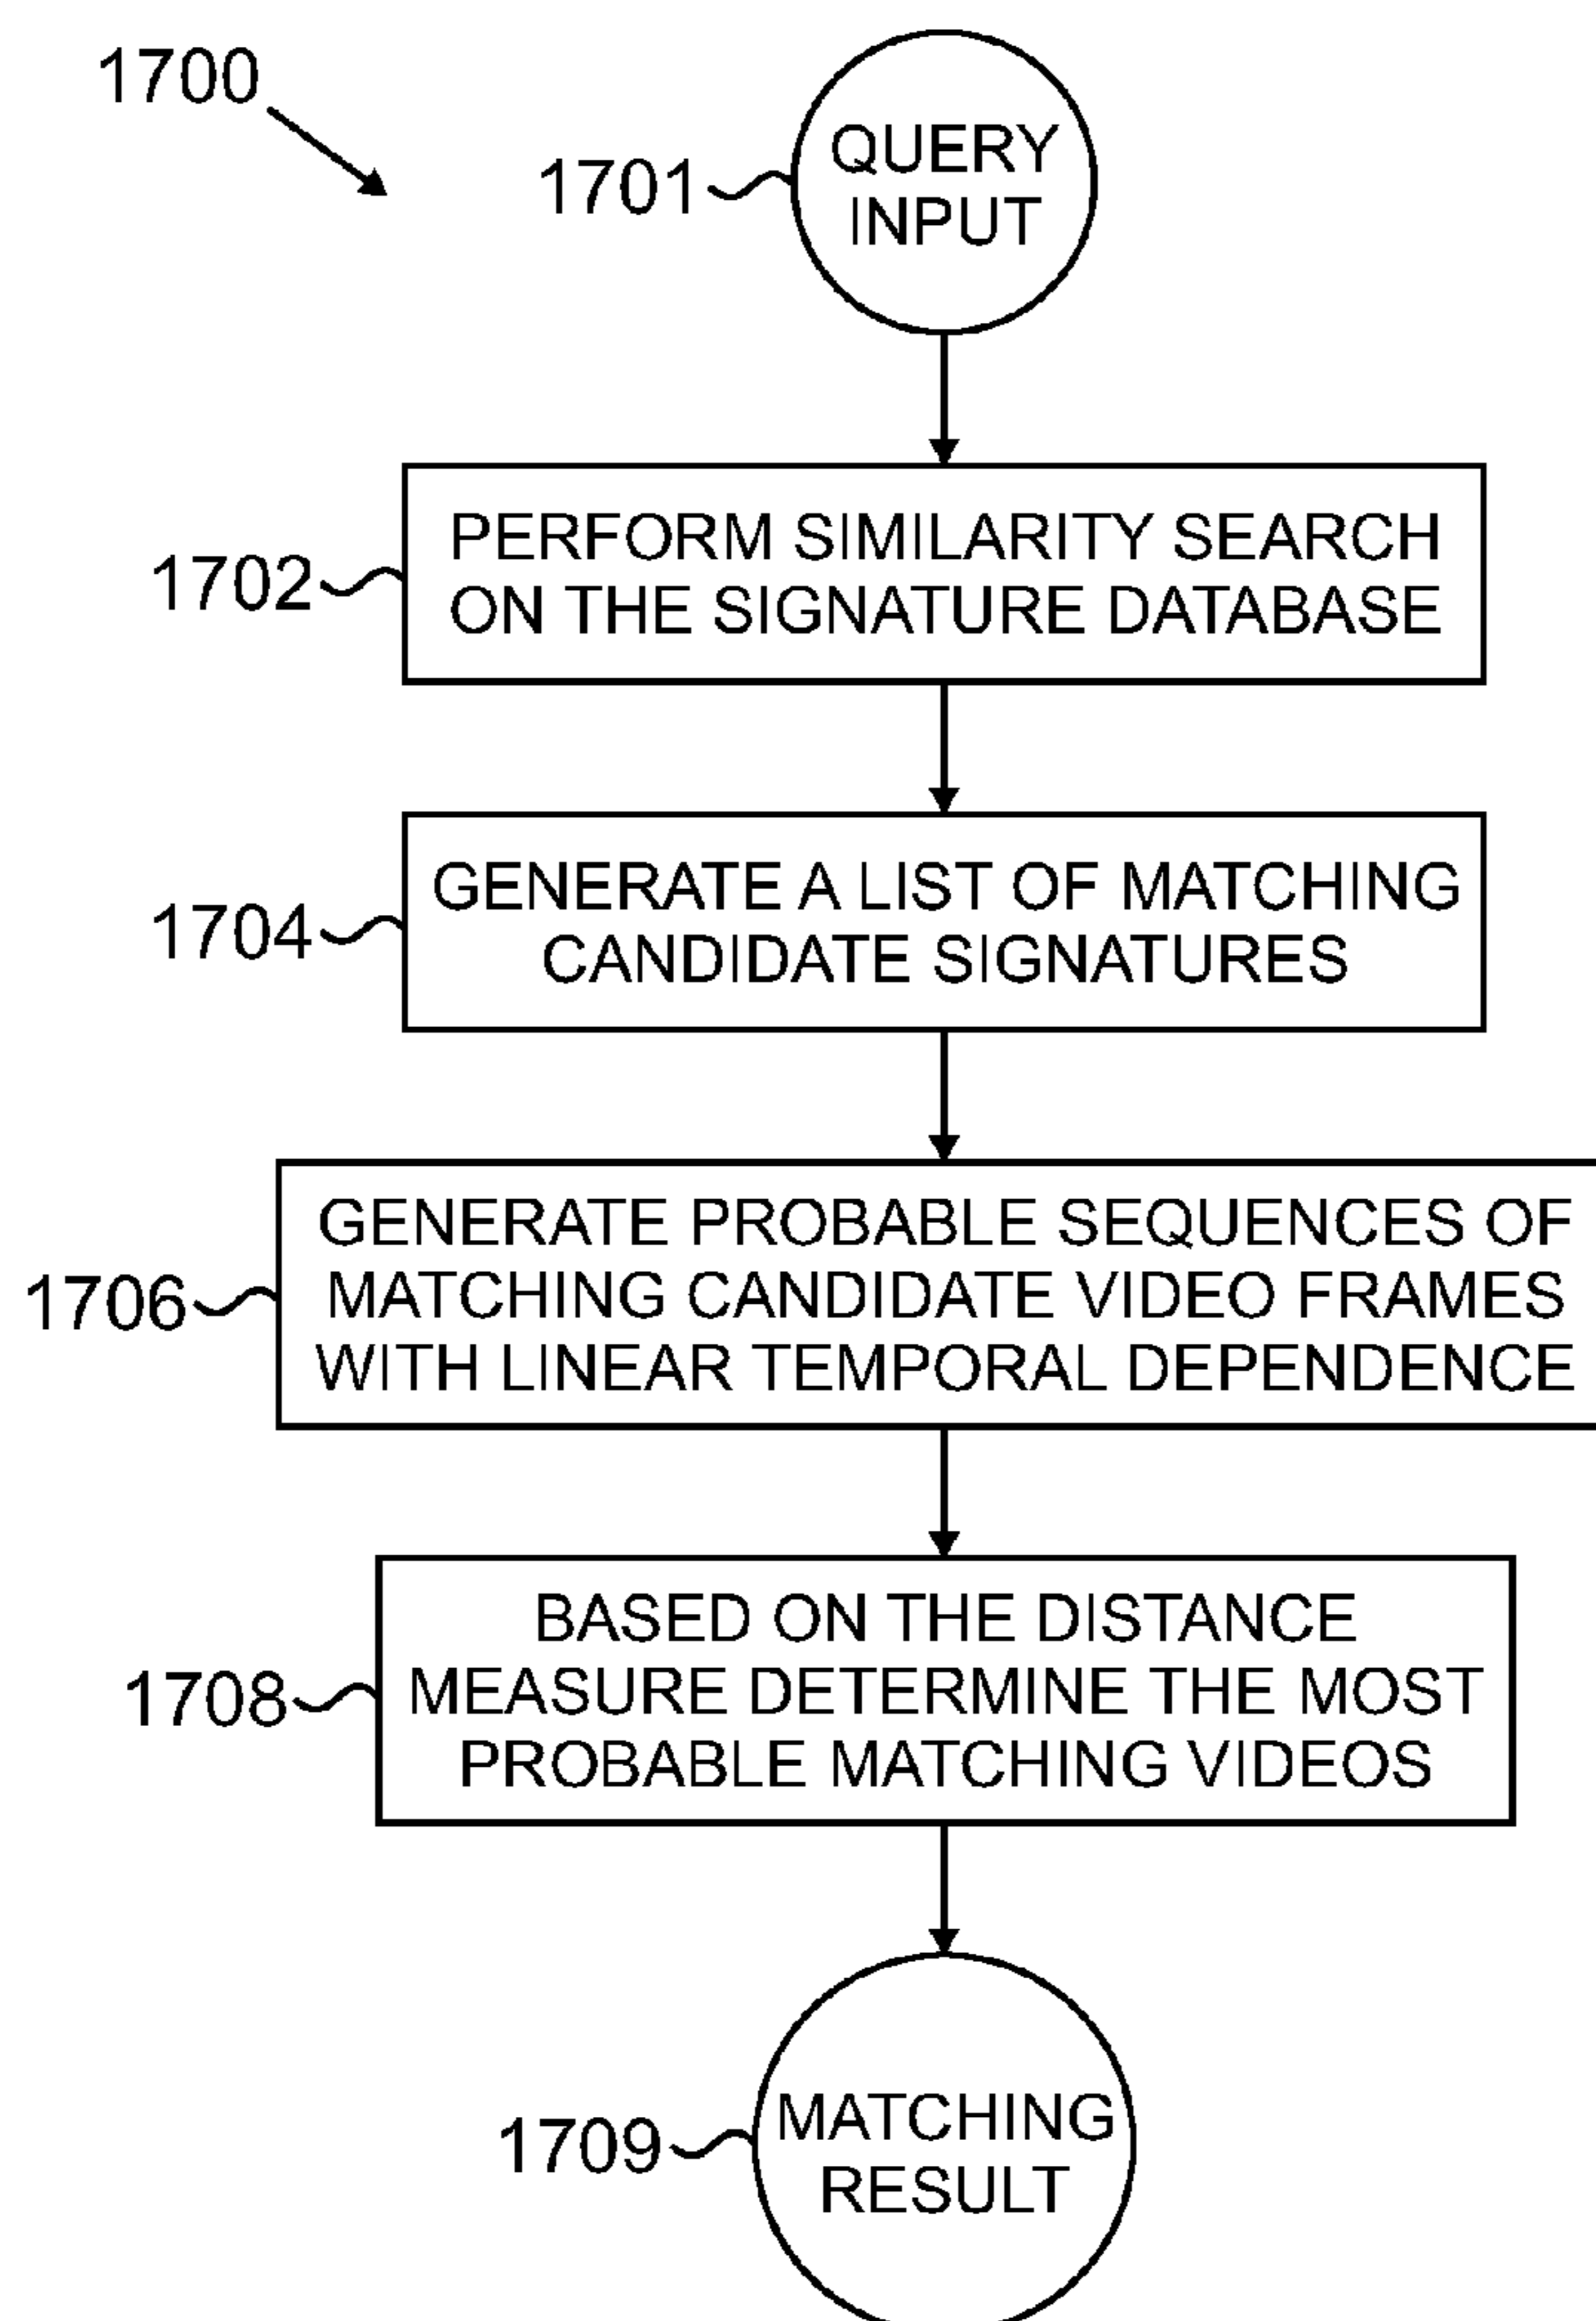 1700
1701
QUERY
INPUT
1702
PERFORM SIMILARITY SEARCH
ON THE SIGNATURE DATABASE
1704
GENERATE A LIST OF MATCHING
CANDIDATE SIGNATURES
1706
GENERATE PROBABLE SEQUENCES OF
MATCHING CANDIDATE VIDEO FRAMES
WITH LINEAR TEMPORAL DEPENDENCE
1708
BASED ON THE DISTANCE
MEASURE DETERMINE THE MOST
PROBABLE MATCHING VIDEOS
1709
MATCHING
RESULT